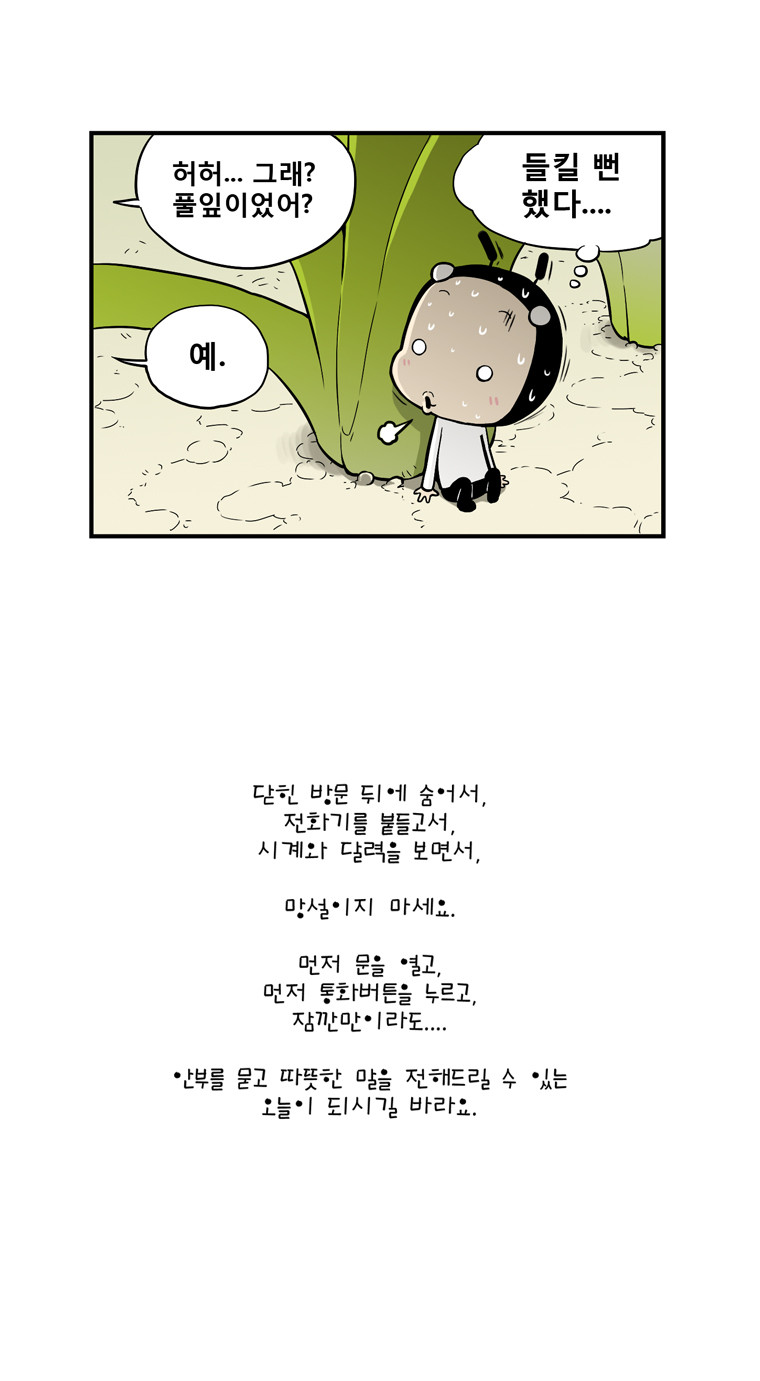 허허... 그래?
풀잎이었어?
예.
들킬 뻔
했다....
닫힌 방문 뒤에 숨어서,
전화기를 붙들고서,
시계와 달력을 보면서,
망설이지 마세요.
먼저 문을 열고,
먼저 통화버튼을 누르고,
잠깐만이라도....
안부를 묻고 따뜻한 말을 전해드릴 수 있는
오늘이 되시길 바라요.